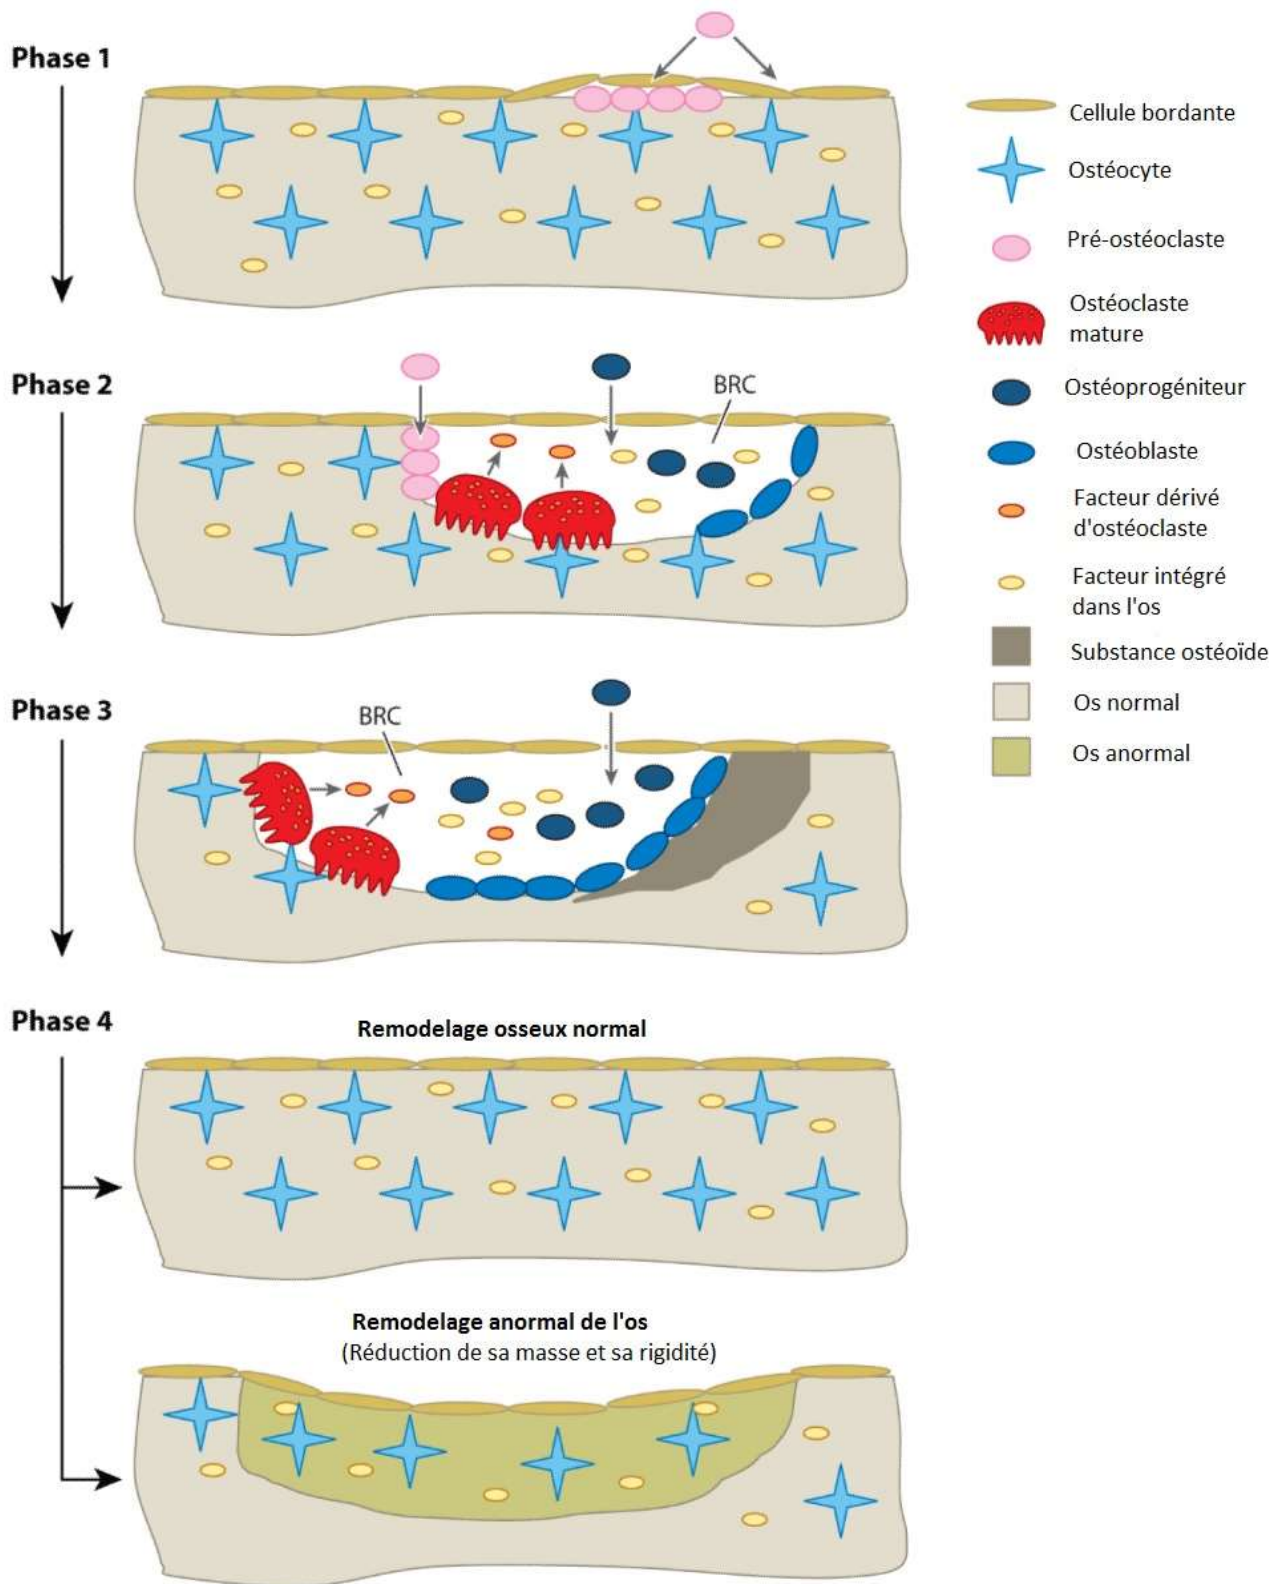 Phase 1
Cellule bordante
Ostéocyte
Pré-ostéoclaste
Ostéoclaste
mature
Phase 2
BRC
Ostéoprogéniteur
Ostéoblaste
Facteur dérivé
d'ostéoclaste
Facteur intégré
dans l'os
Substance ostéoïde
Os normal
Os anormal
Phase 3
BRC
Phase 4
Remodelage osseux normal
Remodelage anormal de l'os
(Réduction de sa masse et sa rigidité)